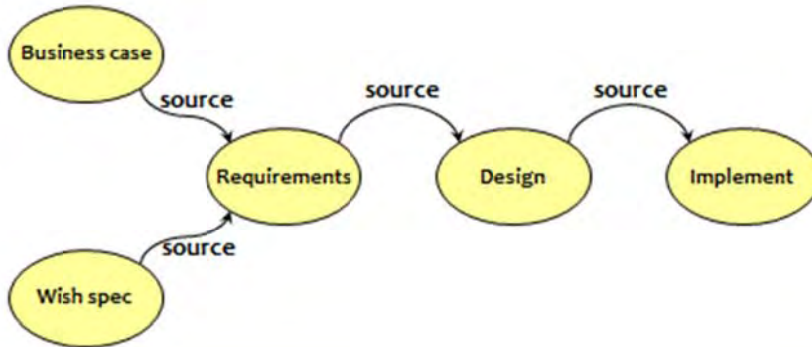 Business case
source
source
source
Requirements
Design
Implement
source
Wish spec